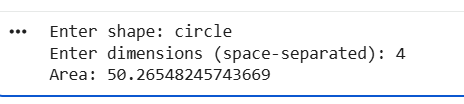 Enter shape: circle
Enter dimensions (space-separated): 4
Area: 50.26548245743669